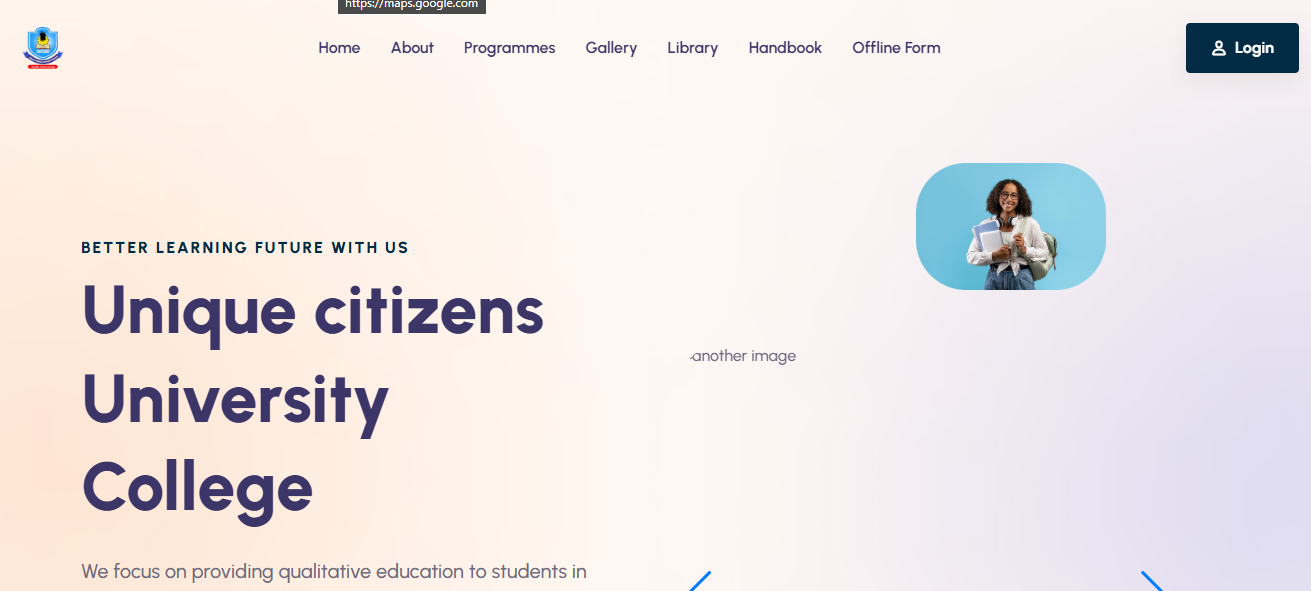 https://maps.google.com
Home About Programmes Gallery Library Handbook Offline Form Login
BETTER LEARNING FUTURE WITH US
Unique citizens
University
College
another image
We focus on providing qualitative education to students in